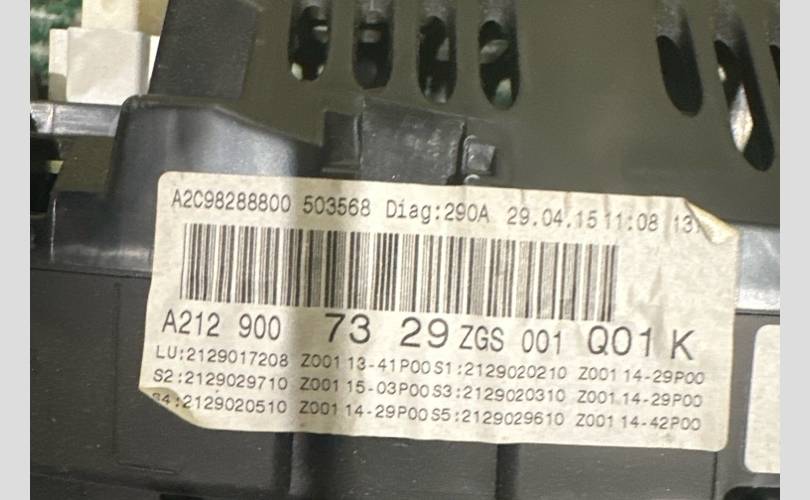 A2C98288800 503568 Diag:290A 29.04.15 11:08 13
A212 900 73 29 ZGS 001 Q01 K
LU:2129017208 Z001 13-41P00 S1:2129020210 Z001 14-29P00
S2:2129029710 Z001 15-03P00 S3:2129020310 Z001 14-29P00
S4:2129020510 Z001 14-29P00 S5:2129029610 Z001 14-42P00